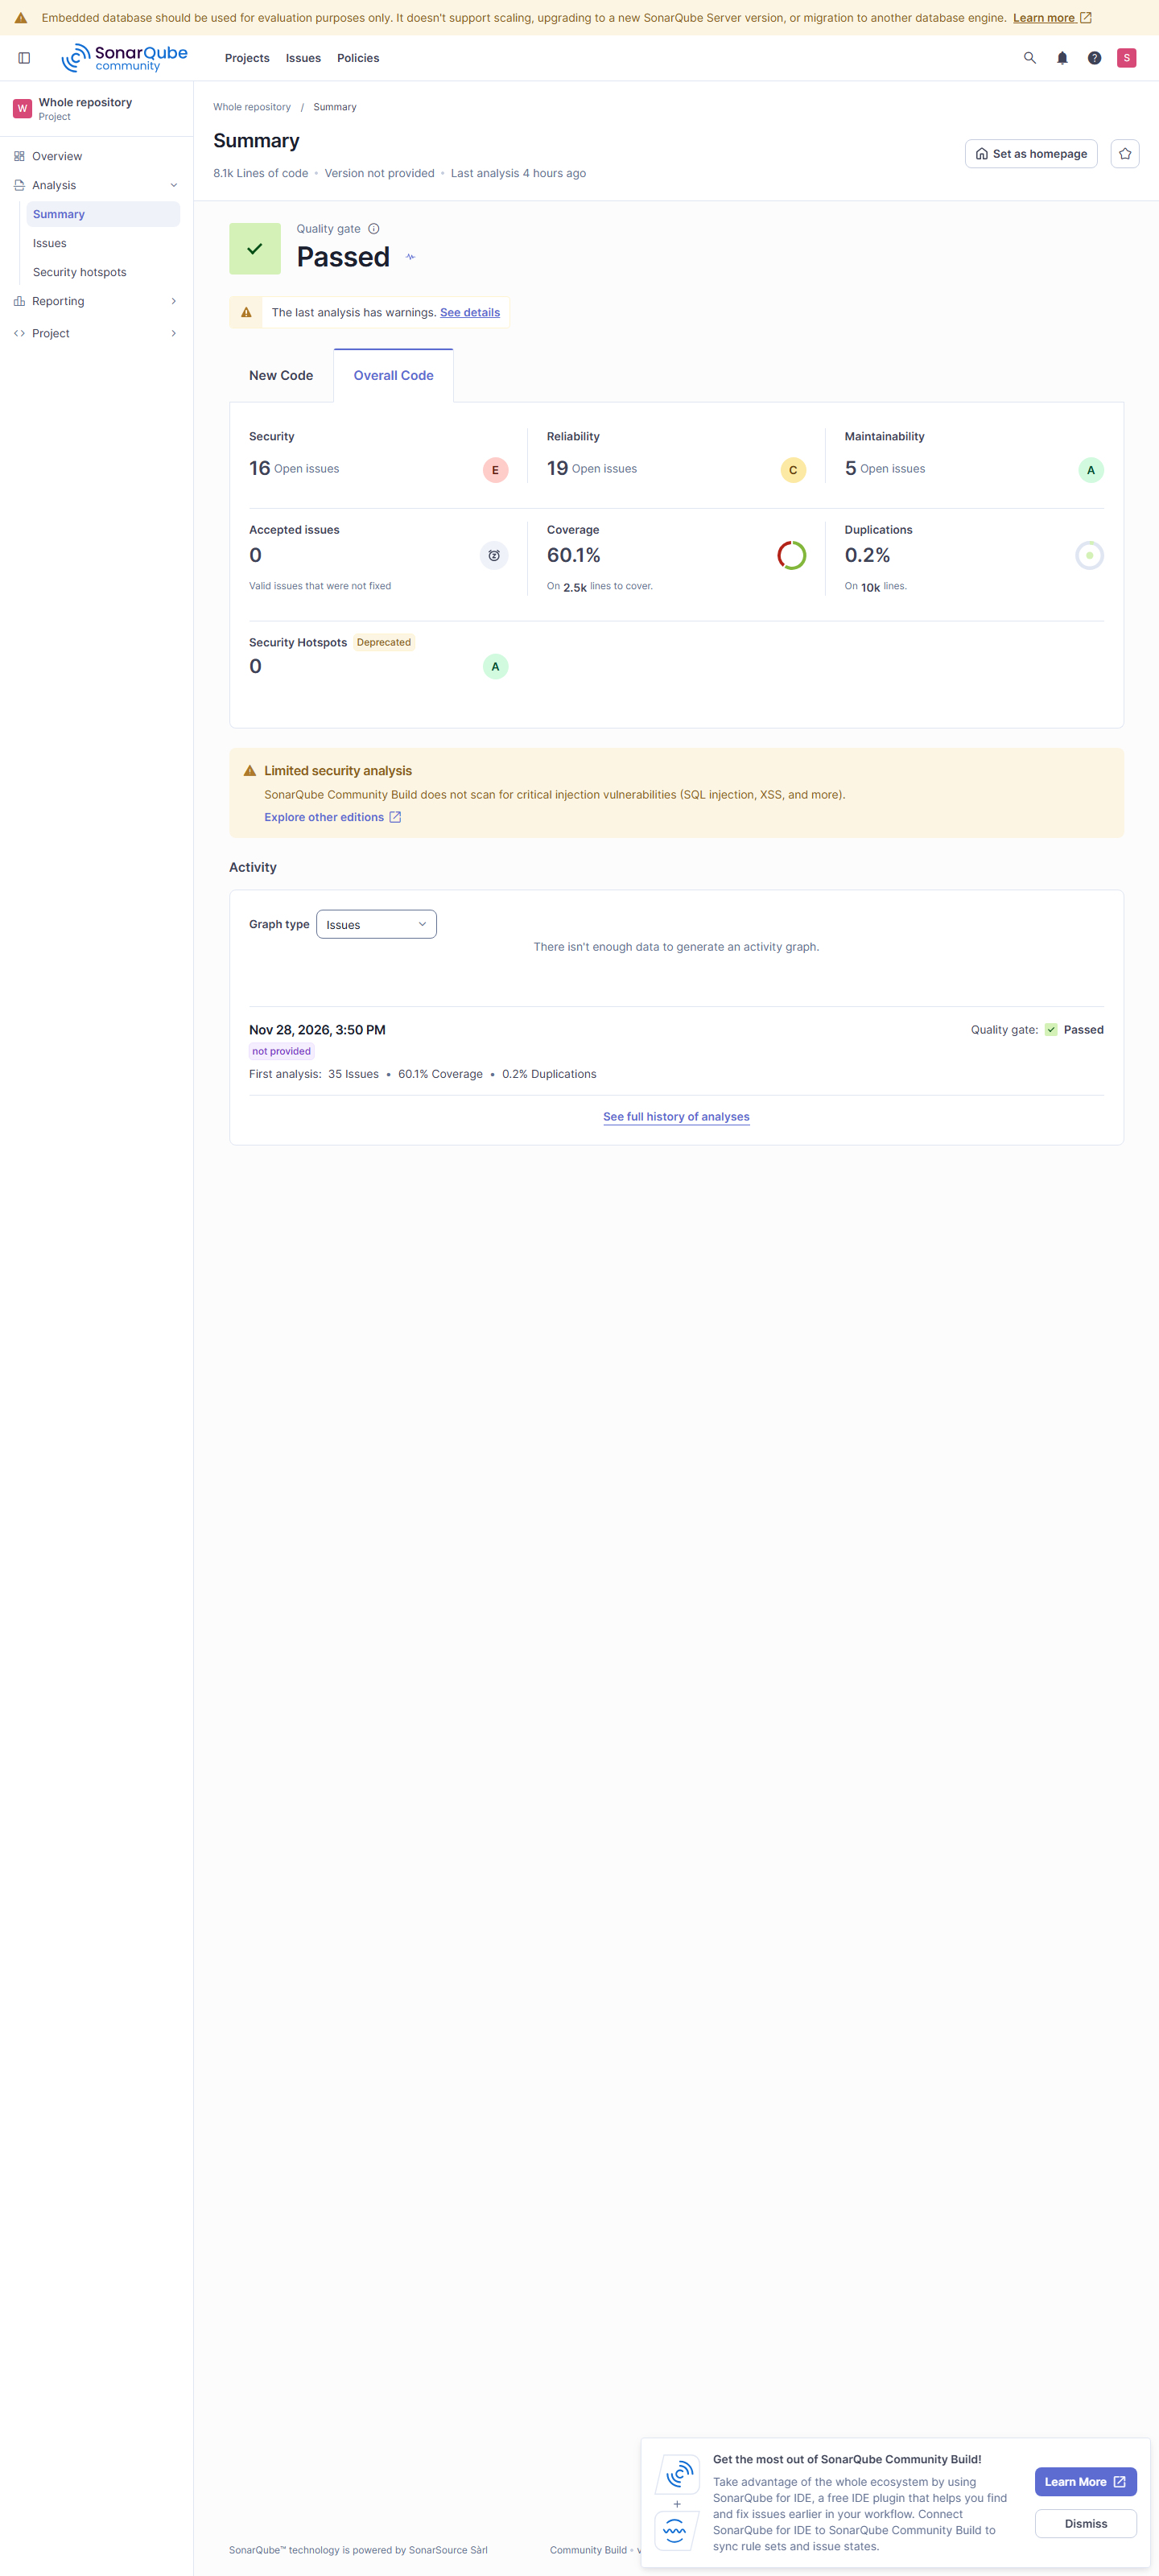 Embedded database should be used for evaluation purposes only. It doesn't support scaling, upgrading to a new SonarQube Server version, or migration to another database engine. Learn more
SonarQube community
Projects Issues Policies
? S
W Whole repository
Project
Overview
Analysis
Summary
Issues
Security hotspots
Reporting
Project
Whole repository / Summary
Summary
Set as homepage
8.1k Lines of code • Version not provided • Last analysis 4 hours ago
Quality gate
Passed
The last analysis has warnings. See details
New Code Overall Code
Security
16 Open issues E
Reliability
19 Open issues C
Maintainability
5 Open issues A
Accepted issues
0
Valid issues that were not fixed
Coverage
60.1%
On 2.5k lines to cover.
Duplications
0.2%
On 10k lines.
Security Hotspots Deprecated
0 A
Limited security analysis
SonarQube Community Build does not scan for critical injection vulnerabilities (SQL injection, XSS, and more).
Explore other editions
Activity
Graph type Issues
There isn't enough data to generate an activity graph.
Nov 28, 2026, 3:50 PM Quality gate: Passed
not provided
First analysis: 35 Issues • 60.1% Coverage • 0.2% Duplications
See full history of analyses
Get the most out of SonarQube Community Build!
Take advantage of the whole ecosystem by using
SonarQube for IDE, a free IDE plugin that helps you find
and fix issues earlier in your workflow. Connect
SonarQube for IDE to SonarQube Community Build to
sync rule sets and issue states.
Learn More
Dismiss
SonarQube™ technology is powered by SonarSource Sàrl
Community Build •